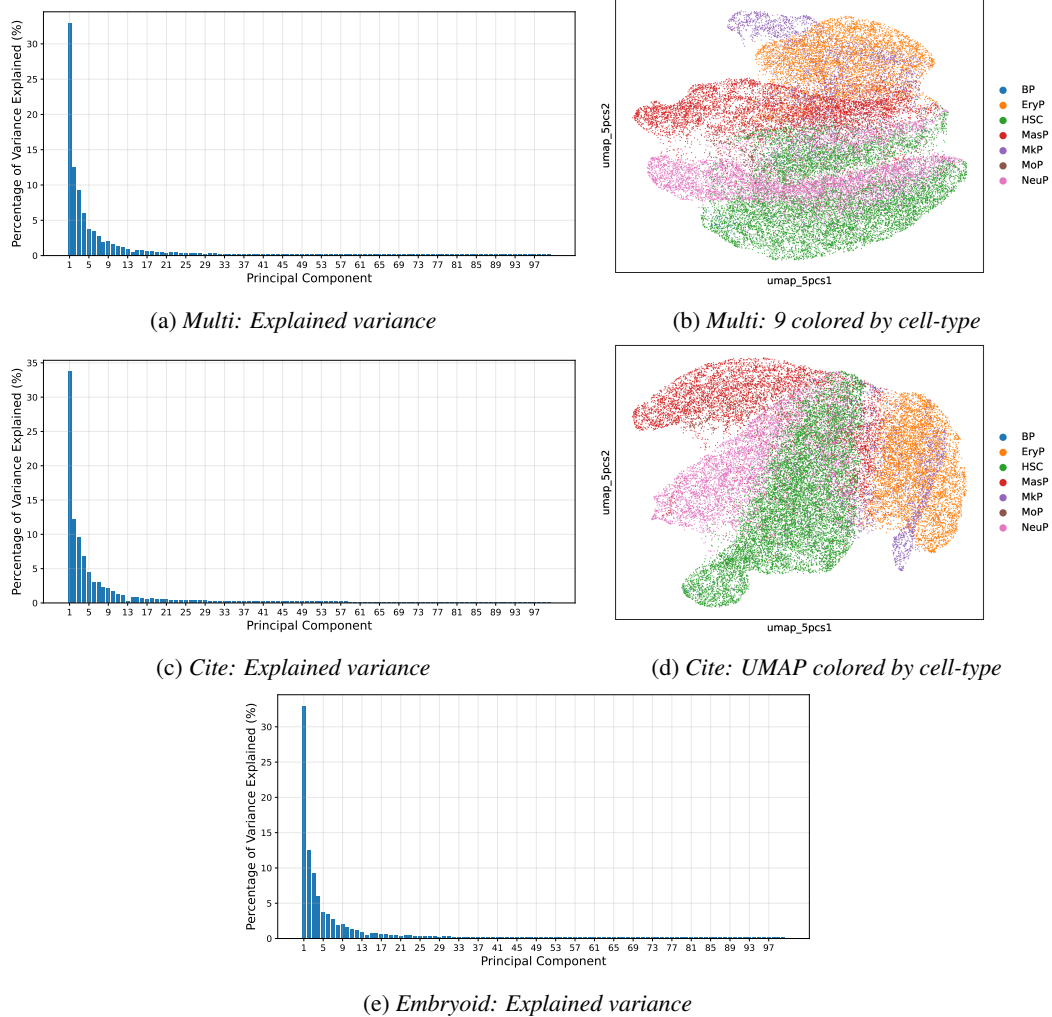 Percentage of Variance Explained (%)
30
25
20
15
10
5
0
1 5 9 13 17 21 25 29 33 37 41 45 49 53 57 61 65 69 73 77 81 85 89 93 97
Principal Component
(a) Multi: Explained variance
umap_5pcs2
umap_5pcs1
BP
EryP
HSC
MasP
MkP
MoP
NeuP
(b) Multi: 9 colored by cell-type
Percentage of Variance Explained (%)
35
30
25
20
15
10
5
0
1 5 9 13 17 21 25 29 33 37 41 45 49 53 57 61 65 69 73 77 81 85 89 93 97
Principal Component
(c) Cite: Explained variance
umap_5pcs2
umap_5pcs1
BP
EryP
HSC
MasP
MkP
MoP
NeuP
(d) Cite: UMAP colored by cell-type
Percentage of Variance Explained (%)
30
25
20
15
10
5
0
1 5 9 13 17 21 25 29 33 37 41 45 49 53 57 61 65 69 73 77 81 85 89 93 97
Principal Component
(e) Embryoid: Explained variance